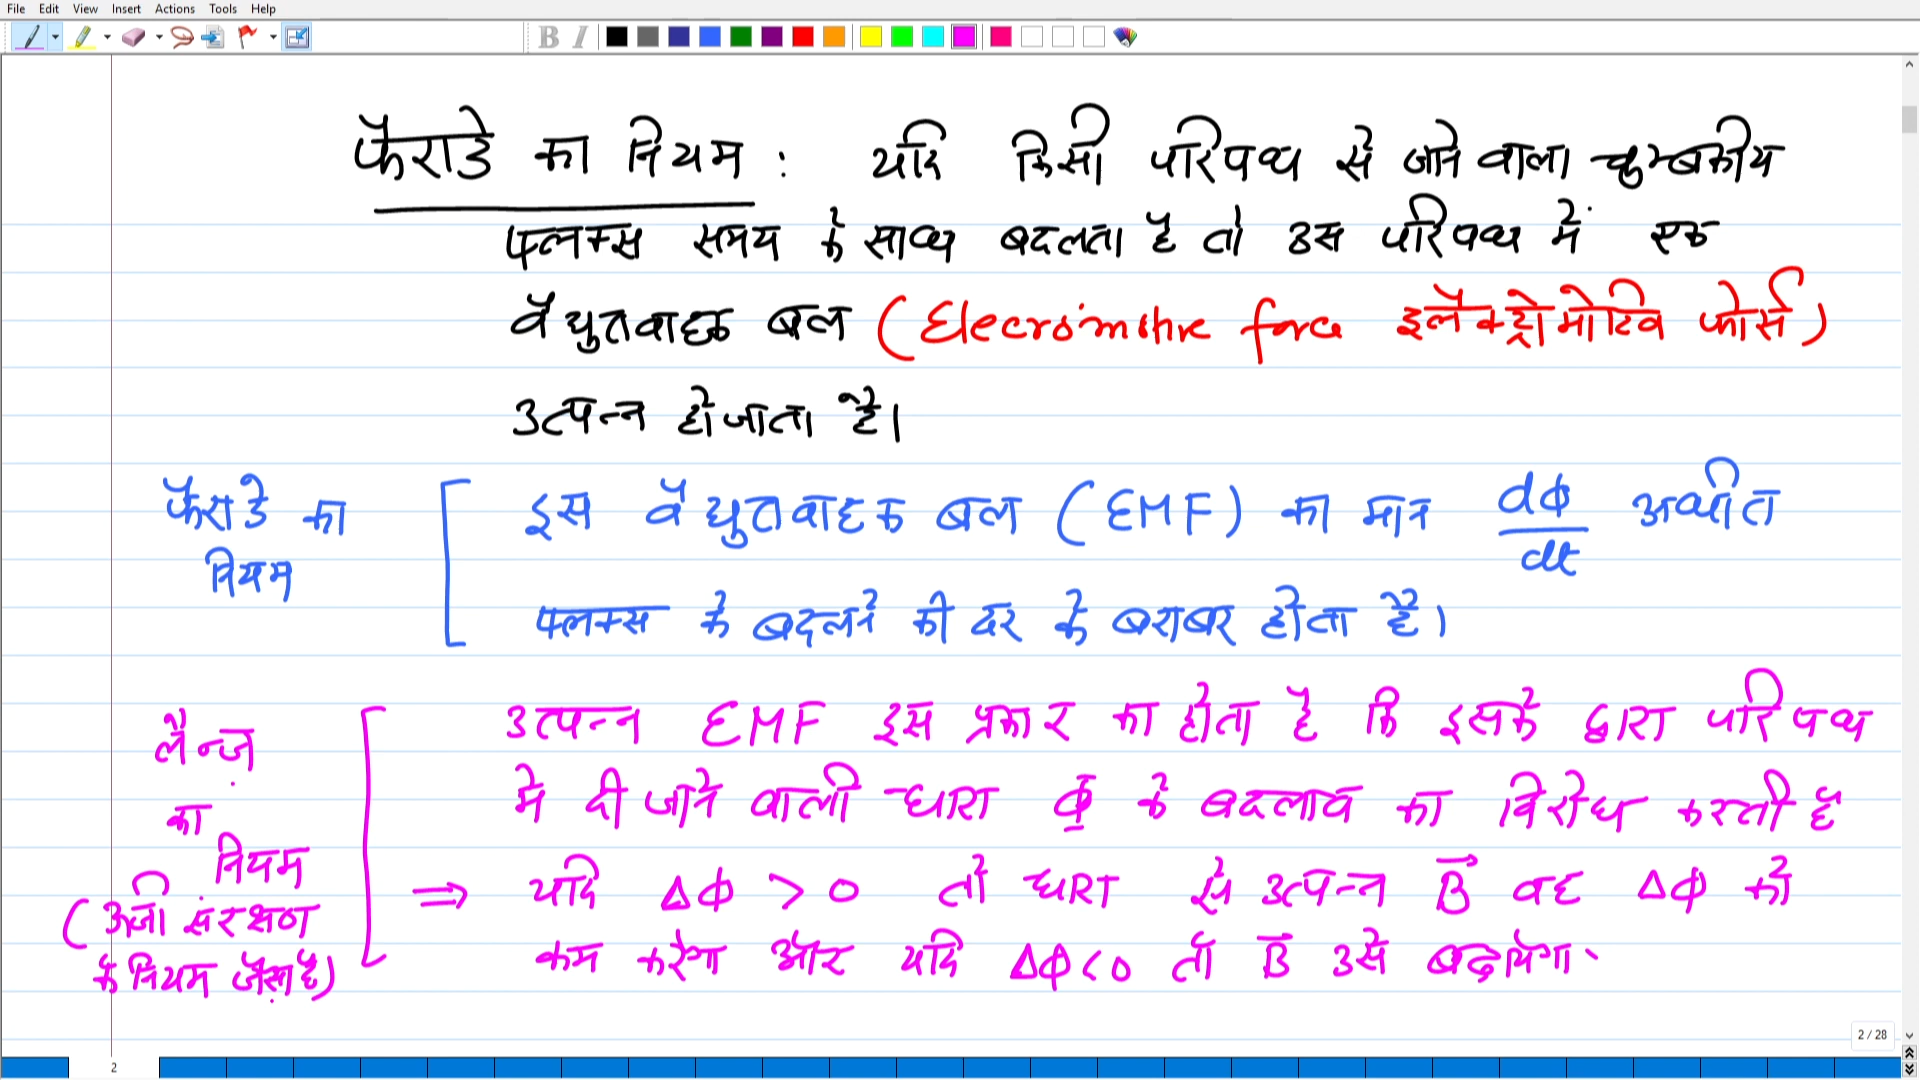 File Edit View Insert Actions Tools Help
B I
फैराडे का नियम : यदि किसी परिपथ से जाने वाला चुम्बकीय
फ्लक्स समय के साथ बदलता है तो उस परिपथ में एक
वैद्युतवाहक बल (Elecromotive force इलैक्ट्रोमोटिव फोर्स)
उत्पन्न हो जाता है।
फैराडे का
नियम
इस वैद्युतवाहक बल (EMF) का मान dΦ/dt अर्थात
फ्लक्स के बदलने की दर के बराबर होता है।
लैन्ज़
का
नियम
(ऊर्जा संरक्षण
के नियम जैसा है)
उत्पन्न EMF इस प्रकार का होता है कि इसके द्वारा परिपथ
में दी जाने वाली धारा Φ के बदलाव का विरोध करती है
⇒ यदि ΔΦ > 0 तो धारा से उत्पन्न B⃗ वह ΔΦ को
कम करेगा और यदि ΔΦ < 0 तो B⃗ उसे बढ़ायेगा
2 / 28
2